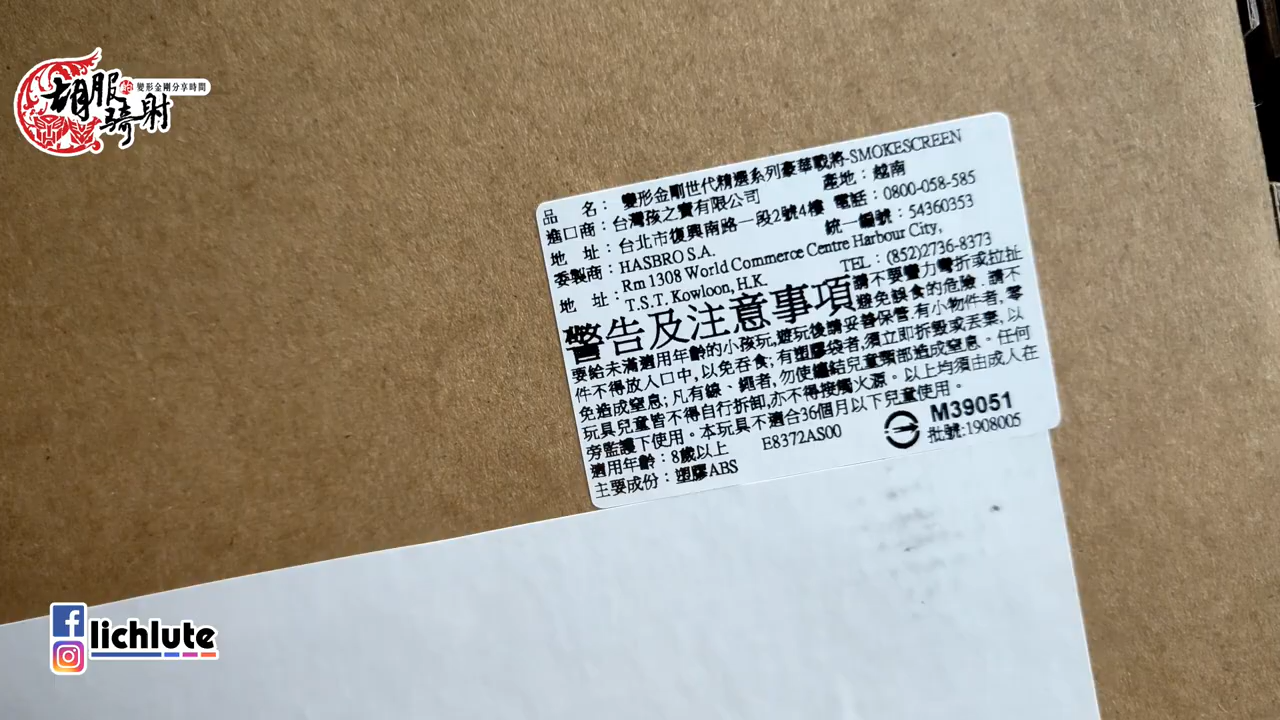 胡服騎射
的
變形金剛分享時間
品　名：變形金剛世代精選系列豪華戰將-SMOKESCREEN
進口商：台灣孩之寶有限公司　產地：越南
地　址：台北市復興南路一段2號4樓　電話：0800-058-585
委製商：HASBRO S.A.　統一編號：54360353
地　址：Rm 1308 World Commerce Centre Harbour City,
T.S.T. Kowloon, H.K.　TEL：(852)2736-8373
警告及注意事項 請不要蠻力彎折或拉扯
避免誤食的危險．請不
要給未滿適用年齡的小孩玩,遊玩後請妥善保管.有小物件者,零
件不得放入口中,以免吞食;有塑膠袋者,須立即拆毀或丟棄,以
免造成窒息;凡有線、繩者,勿使纏結兒童頸部造成窒息。任何
玩具兒童皆不得自行拆卸,亦不得接觸火源。以上均須由成人在
旁監護下使用。本玩具不適合36個月以下兒童使用。
適用年齡：8歲以上　E8372AS00　M39051
主要成份：塑膠ABS　批號:1908005
lichlute